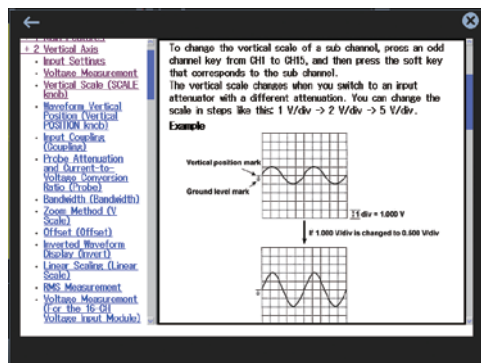 + 2 Vertical Axis
Input Settings
Voltage Measurement
Vertical Scale (SCALE
knob)
Waveform Vertical
Position (Vertical
POSITION knob)
Input Coupling
(Coupling)
Probe Attenuation
and Current-to-
Voltage Conversion
Ratio (Probe)
Bandwidth (Bandwidth)
Zoom Method (V
Scale)
Offset (Offset)
Inverted Waveform
Display (Invert)
Linear Scaling (Linear
Scale)
RMS Measurement
Voltage Measurement
(For the 16-CH
Voltage Input Module)
To change the vertical scale of a sub channel, press an odd
channel key from CH1 to CH15, and then press the soft key
that corresponds to the sub channel.
The vertical scale changes when you switch to an input
attenuator with a different attenuation. You can change the
scale in steps like this: 1 V/div -> 2 V/div -> 5 V/div.
Example
Vertical position mark
Ground level mark
1 div = 1.000 V
If 1.000 V/div is changed to 0.500 V/div